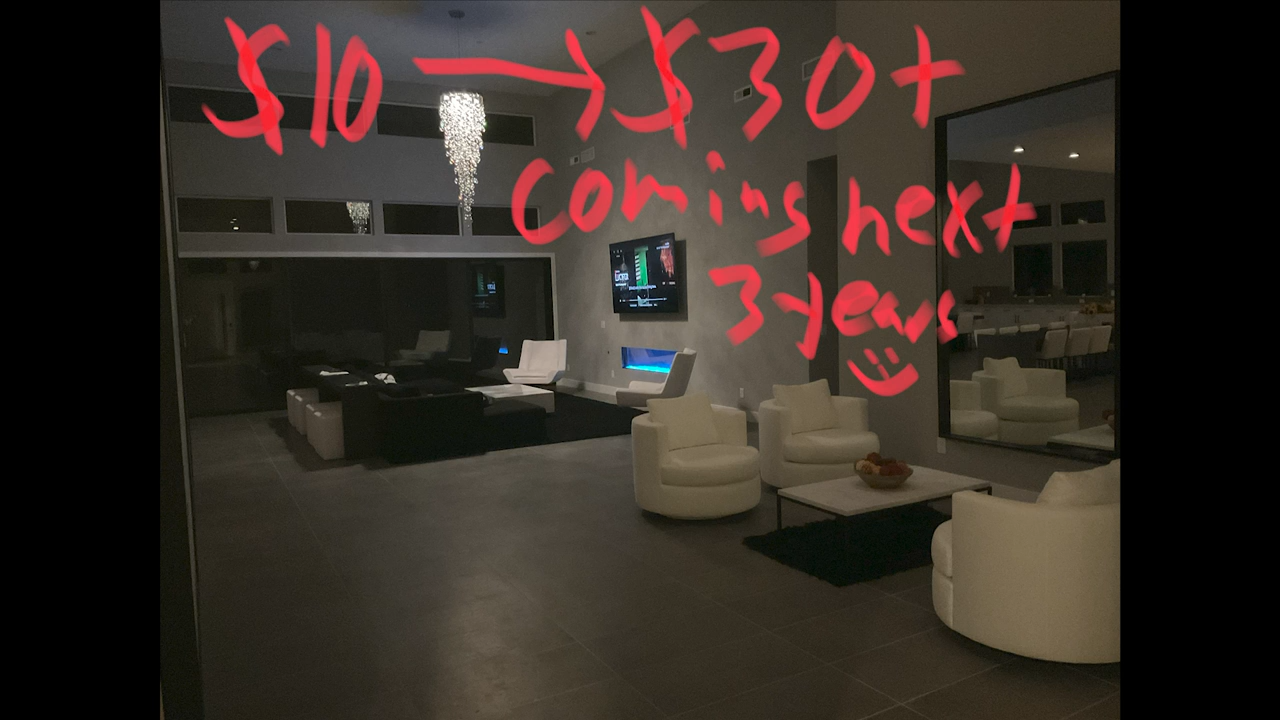 $10 → $30+
coming next
3 years